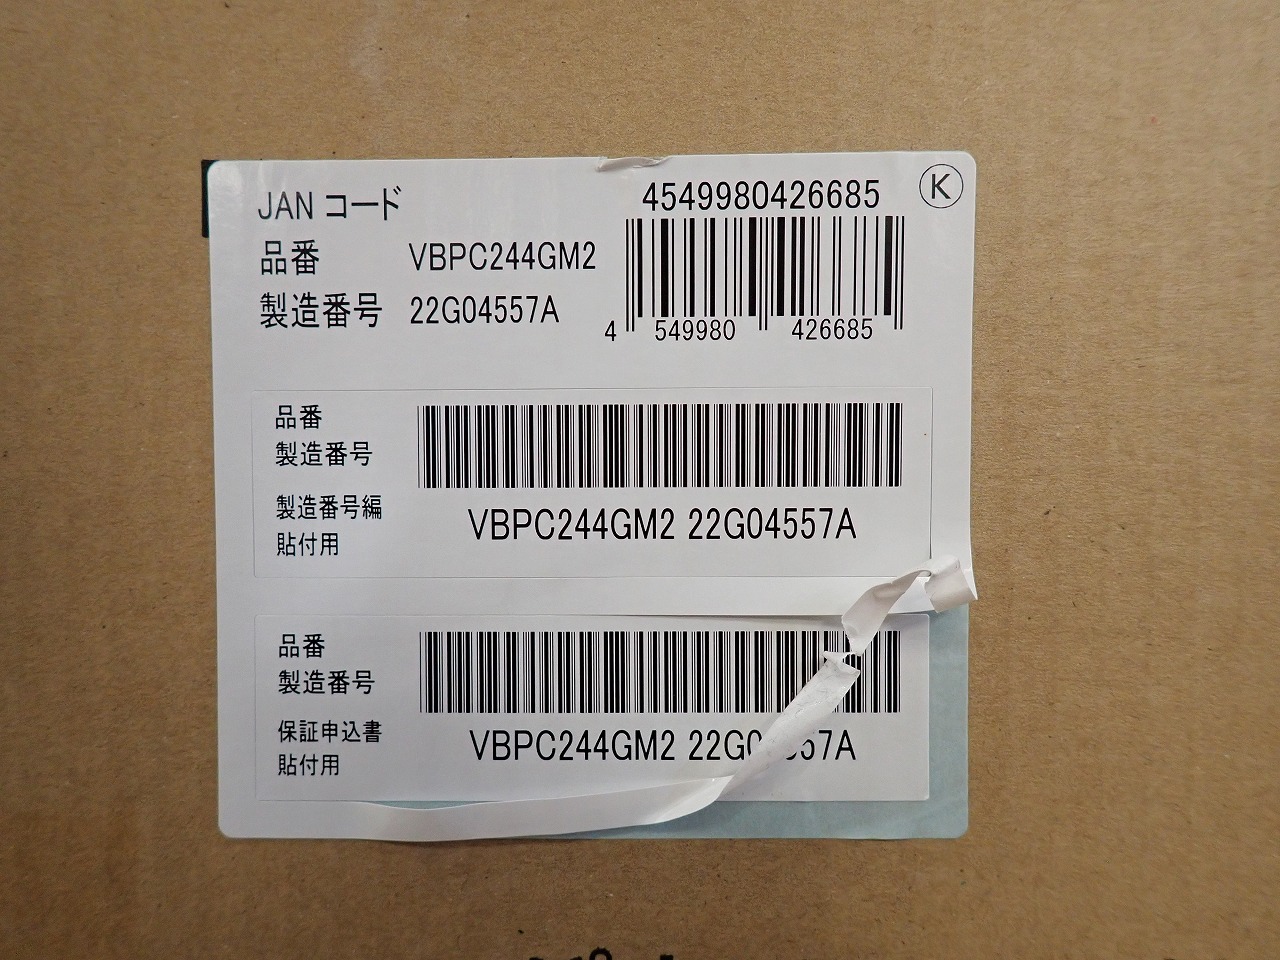 JAN コード
4549980426685
K
品番 VBPC244GM2
製造番号 22G04557A
4 549980 426685
品番
製造番号
製造番号編
貼付用
VBPC244GM2 22G04557A
品番
製造番号
保証申込書
貼付用
VBPC244GM2 22G0 57A